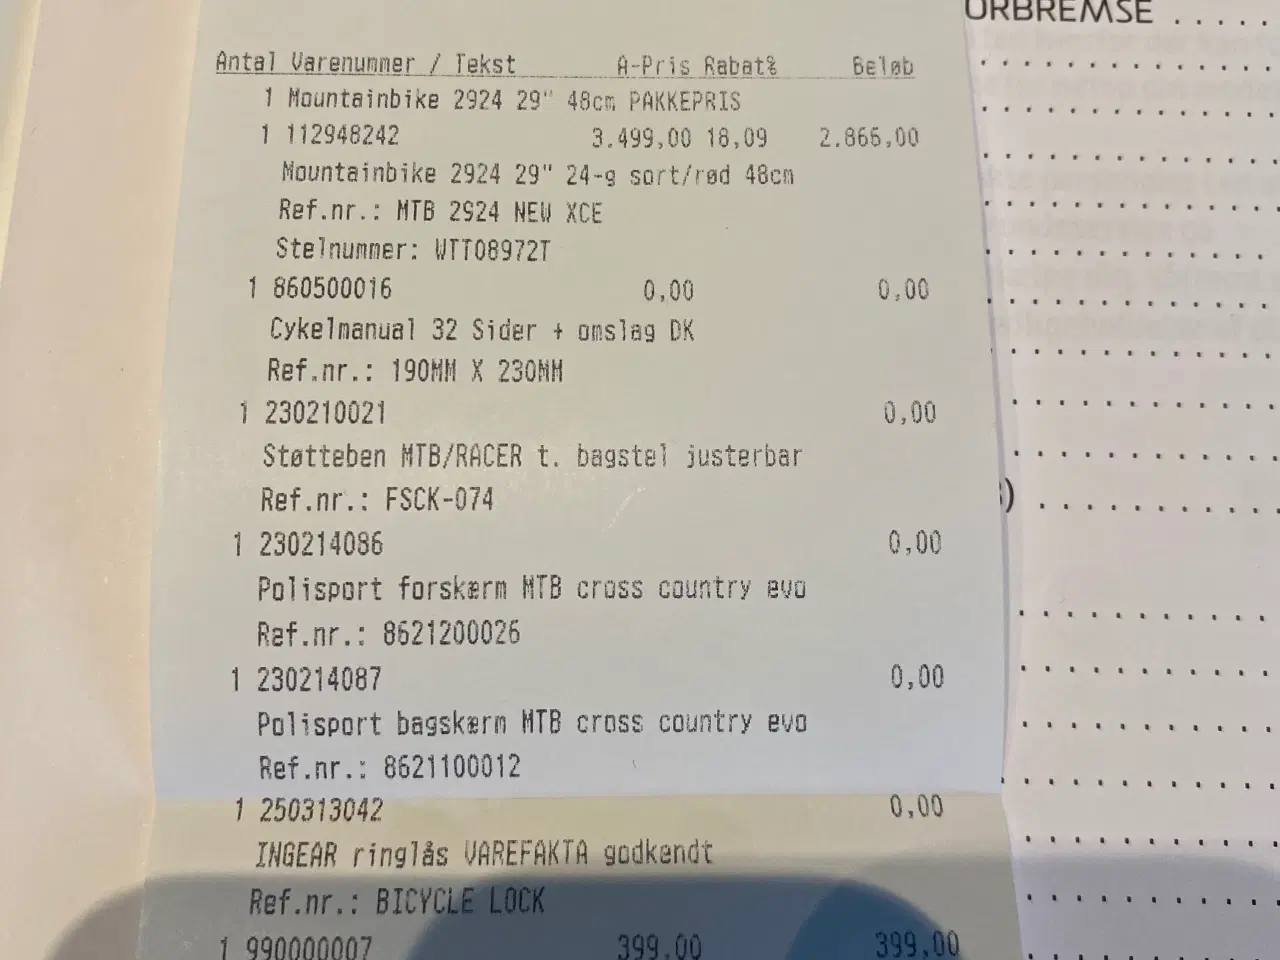 ORBREMSE ..........
Antal Varenummer / Tekst A-Pris Rabat% Beløb
1 Mountainbike 2924 29" 48cm PAKKEPRIS
1 112948242 3.499,00 18,09 2.866,00
Mountainbike 2924 29" 24-g sort/rød 48cm
Ref.nr.: MTB 2924 NEW XCE
Stelnummer: WTT08972T
1 860500016 0,00 0,00
Cykelmanual 32 Sider + omslag DK
Ref.nr.: 190MM X 230MM
1 230210021 0,00
Støtteben MTB/RACER t. bagstel justerbar
Ref.nr.: FSCK-074
1 230214086 0,00
Polisport forskærm MTB cross country evo
Ref.nr.: 8621200026
1 230214087 0,00
Polisport bagskærm MTB cross country evo
Ref.nr.: 8621100012
1 250313042 0,00
INGEAR ringlås VAREFAKTA godkendt
Ref.nr.: BICYCLE LOCK
1 990000007 399,00 399,00